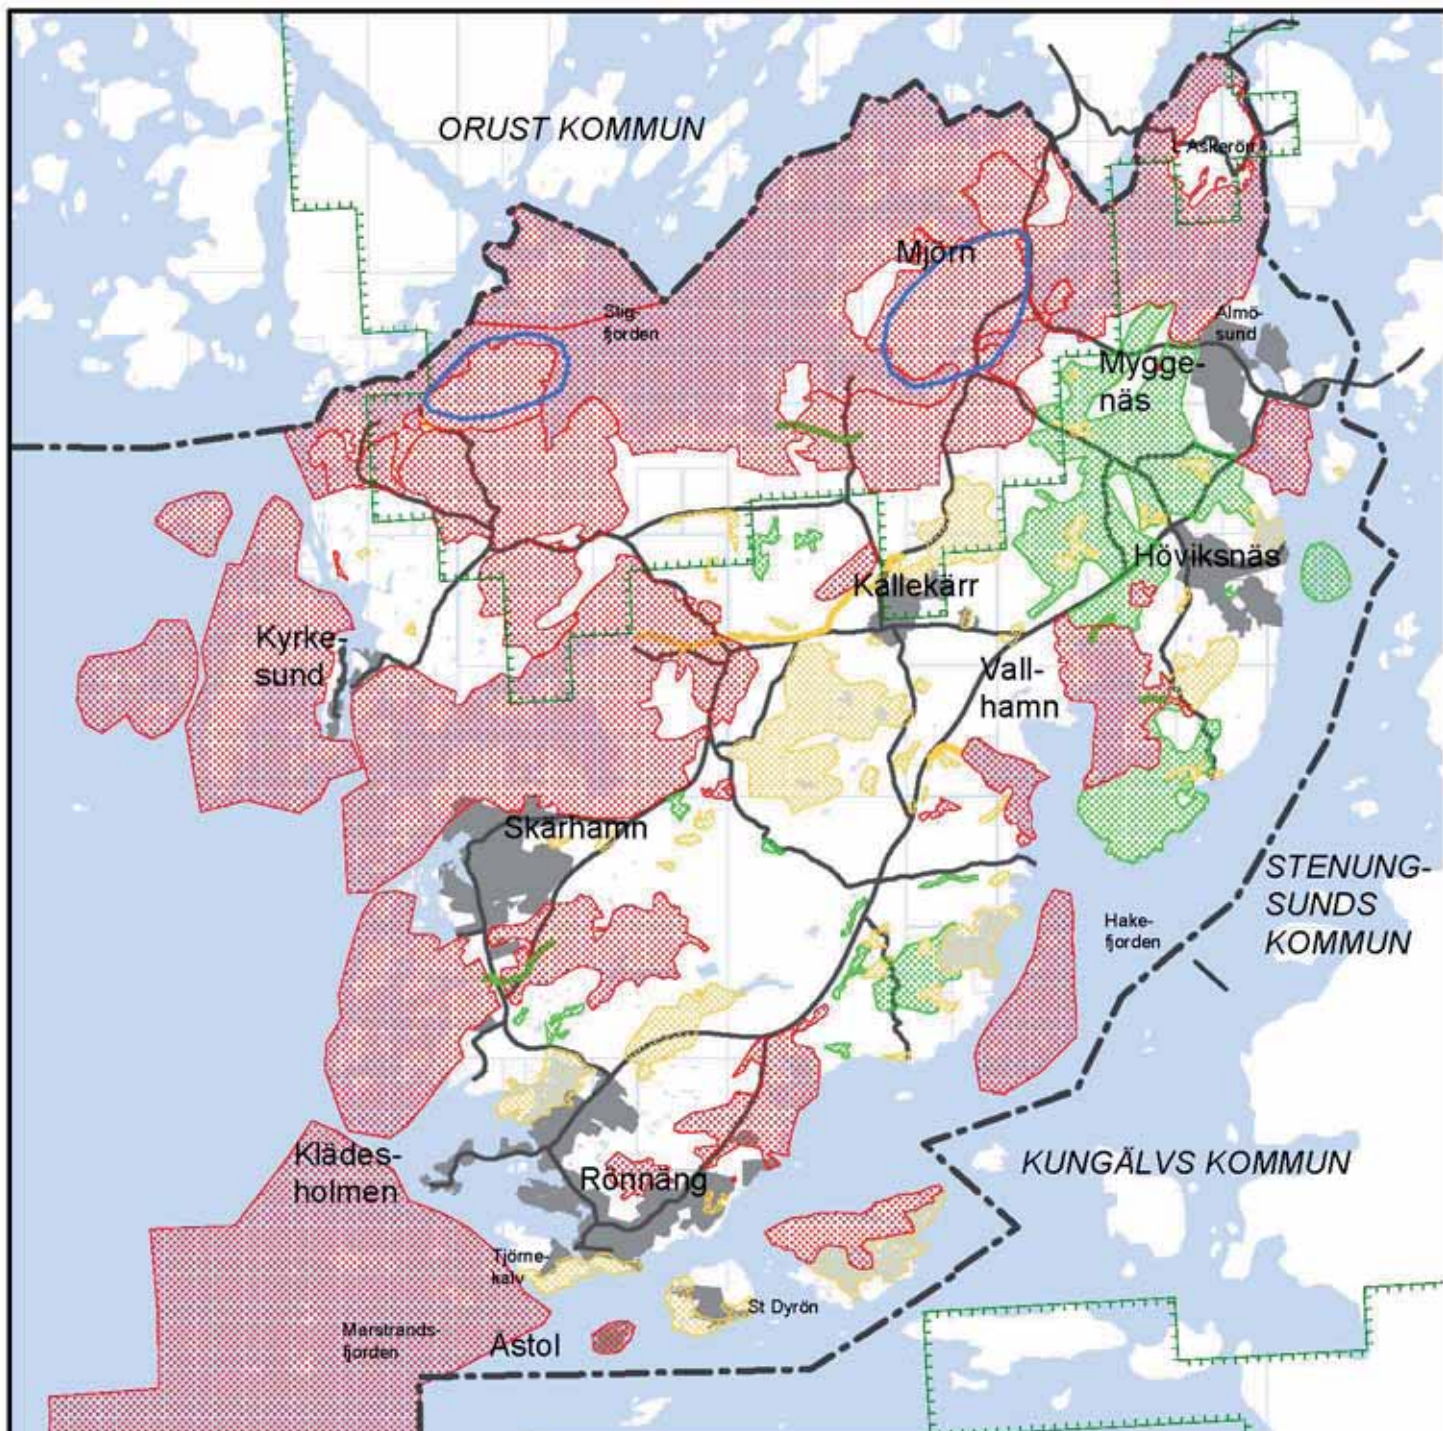 ORUST KOMMUN
Askerön
Mjörn
Stig-
fjorden
Almö-
sund
Mygge-
näs
Höviksnäs
Kållekärr
Kyrke-
sund
Vall-
hamn
Skärhamn
STENUNG-
SUNDS
KOMMUN
Hake-
fjorden
Klädes-
holmen
Rönnäng
KUNGÄLVS KOMMUN
Tjörne-
kalv
St Dyrön
Marstrands-
fjorden
Åstol